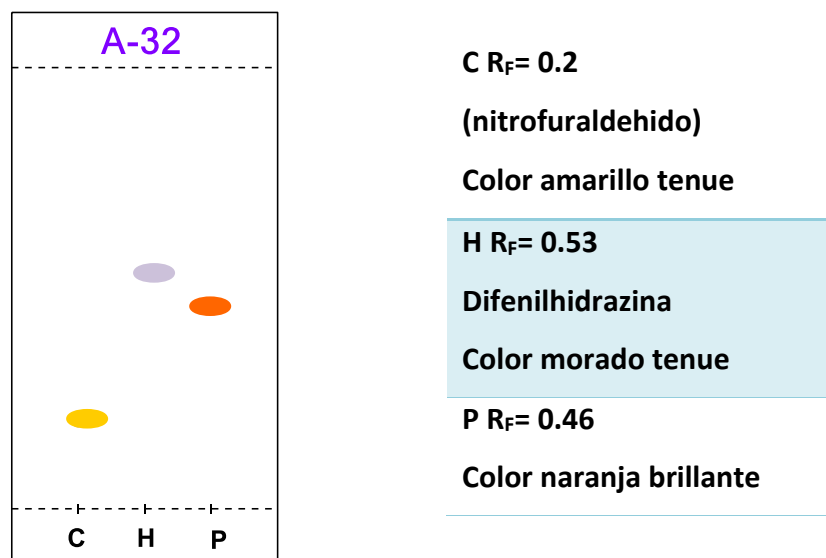 A-32
C H P
C RF= 0.2
(nitrofuraldehido)
Color amarillo tenue
H RF= 0.53
Difenilhidrazina
Color morado tenue
P RF= 0.46
Color naranja brillante